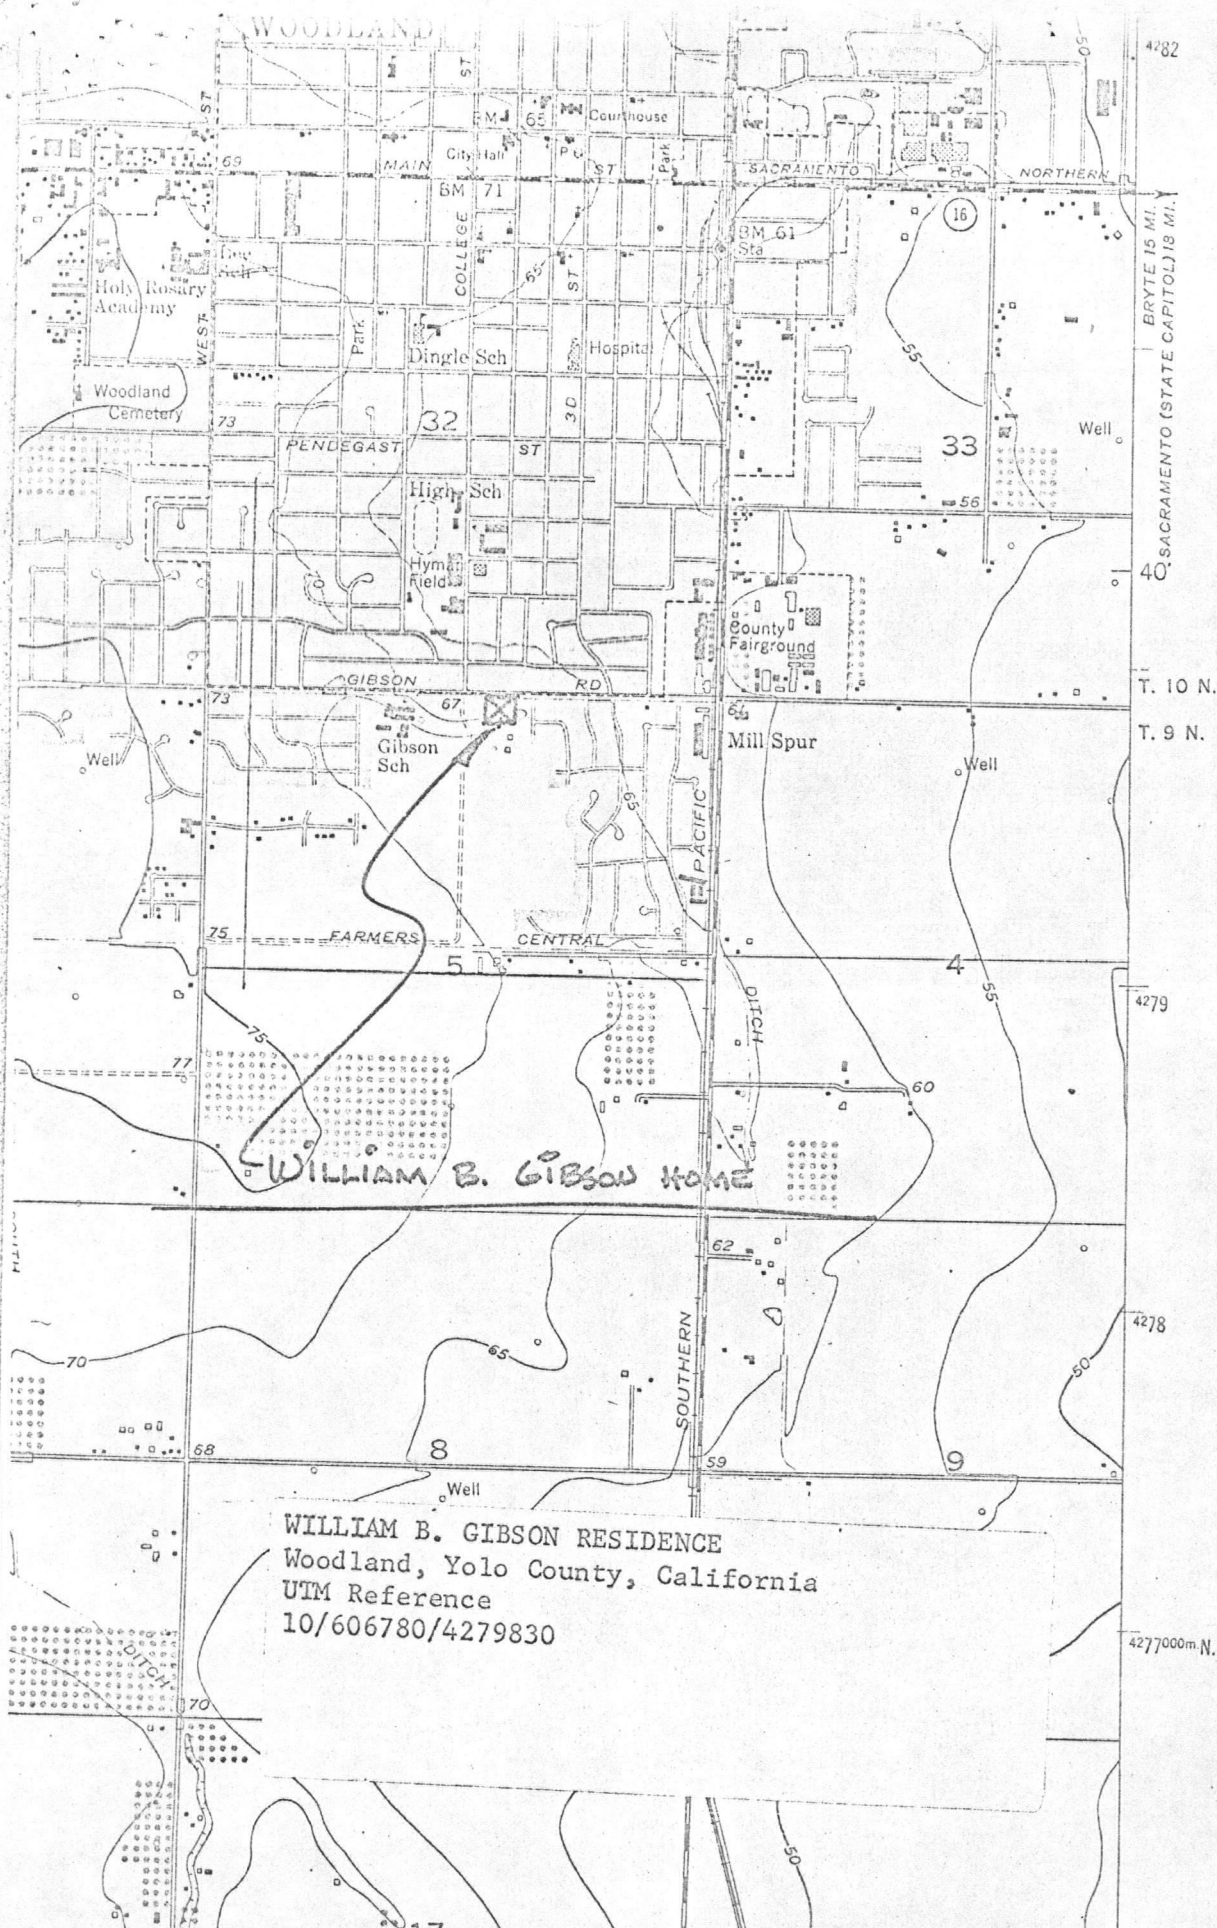 WOODLAND
4282
50
ST
ST
BM 65
Courthouse
69
MAIN
City Hall
P O
ST
Park
SACRAMENTO
NORTHERN
BM 71
16
COLLEGE
BM 61
Sta
Holy Rosary
Academy
65
ST
WEST
Park
Dingle Sch
Hospital
55
BRYTE 15 MI.
SACRAMENTO (STATE CAPITOL) 18 MI.
Woodland
Cemetery
73
32
3D
PENDEGAST
ST
33
Well
High Sch
56
Hyman
Field
40'
County
Fairground
GIBSON
RD
T. 10 N.
73
67
64
T. 9 N.
Gibson
Sch
Mill Spur
Well
Well
65
PACIFIC
75
FARMERS
CENTRAL
5
4
55
4279
DITCH
75
77
60
WILLIAM B. GIBSON HOME
62
SOUTHERN
4278
70
65
50
68
8
59
9
Well
WILLIAM B. GIBSON RESIDENCE
Woodland, Yolo County, California
UTM Reference
10/606780/4279830
4277000m.N.
DITCH
70
50
17